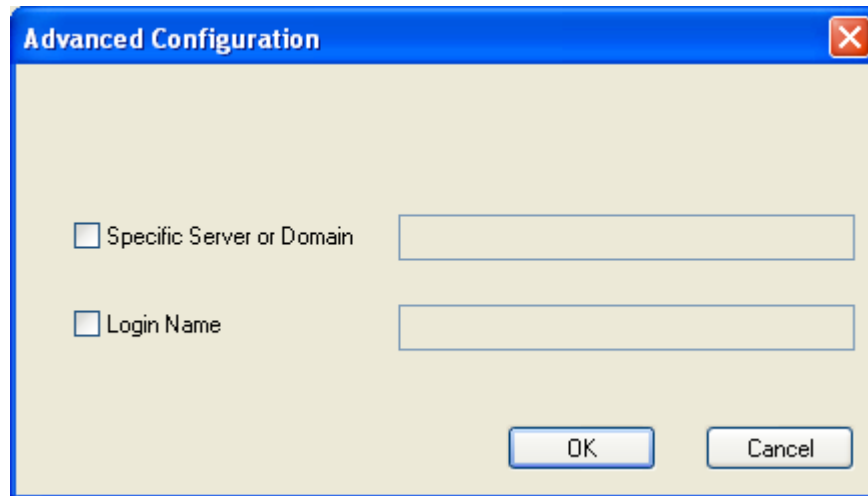 Advanced Configuration
Specific Server or Domain
Login Name
OK Cancel